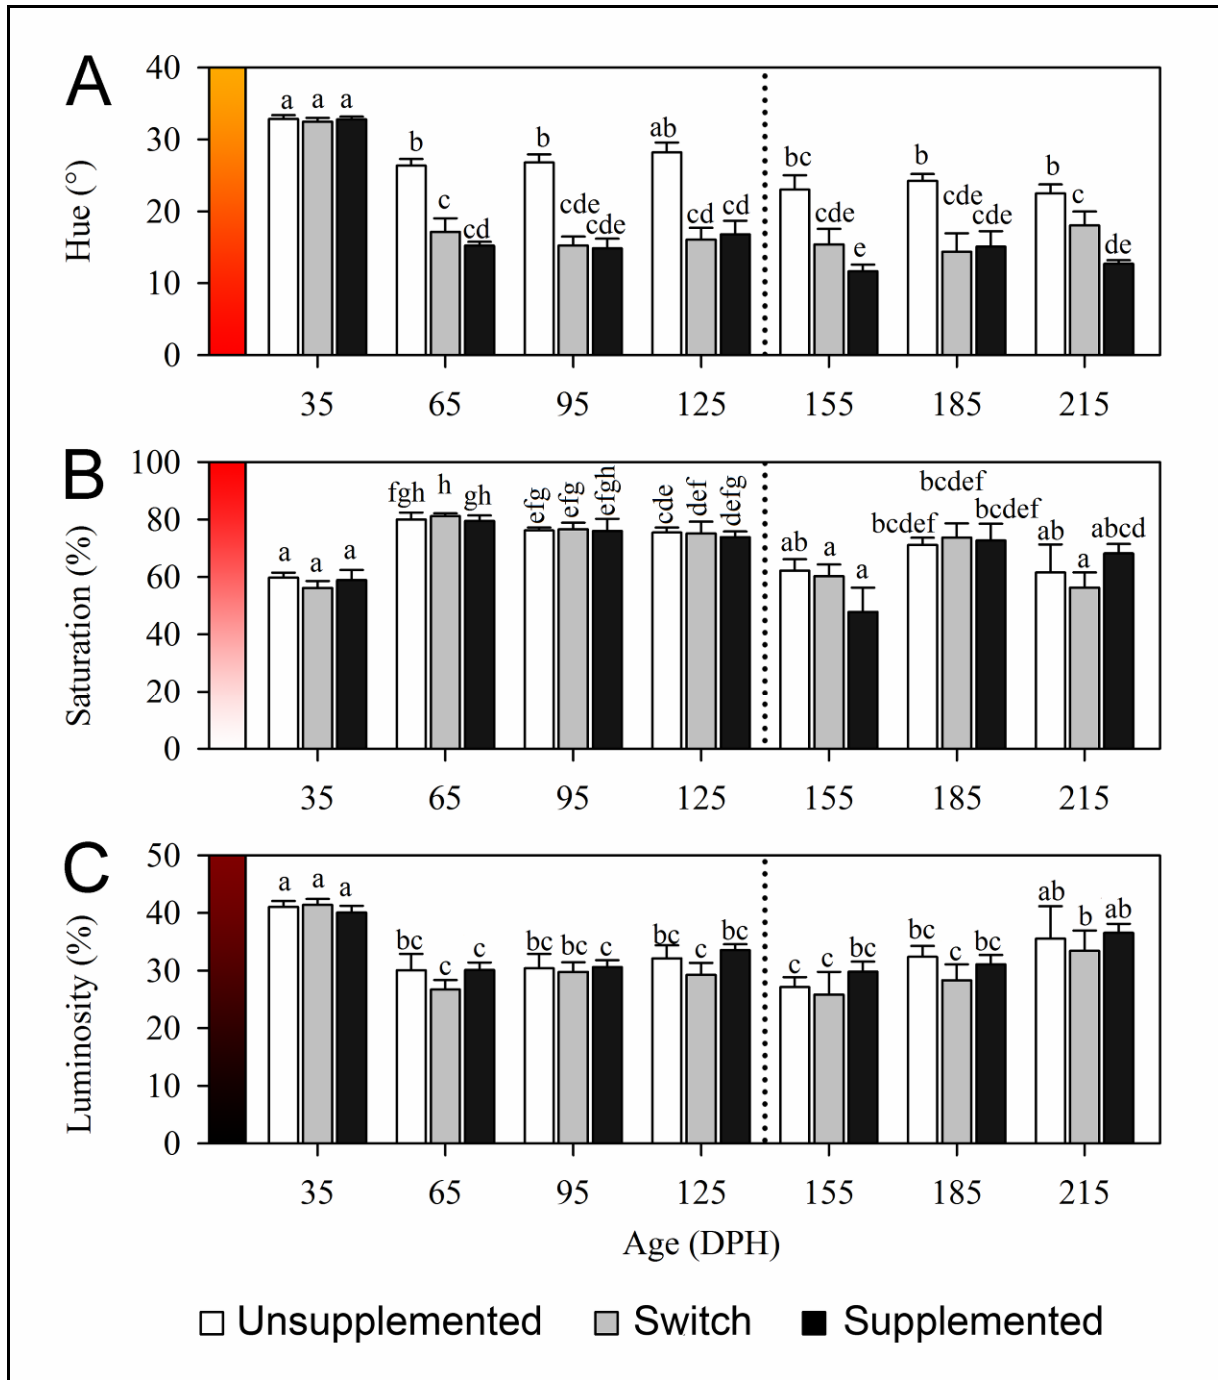 A
Hue (°)
40
30
20
10
0
a a a
b
c
cd
b
cde
cde
ab
cd cd
bc
cde
e
b
cde
cde
b
c
de
35 65 95 125 155 185 215
B
Saturation (%)
100
80
60
40
20
0
a a a
fgh h gh
efg efg efgh
cde def defg
ab a a
bcdef
bcdef
bcdef
ab a abcd
35 65 95 125 155 185 215
C
Luminosity (%)
50
40
30
20
10
0
a a a
bc c c
bc bc c
bc c bc
c c bc
bc c bc
ab b ab
35 65 95 125 155 185 215
Age (DPH)
Unsupplemented Switch Supplemented